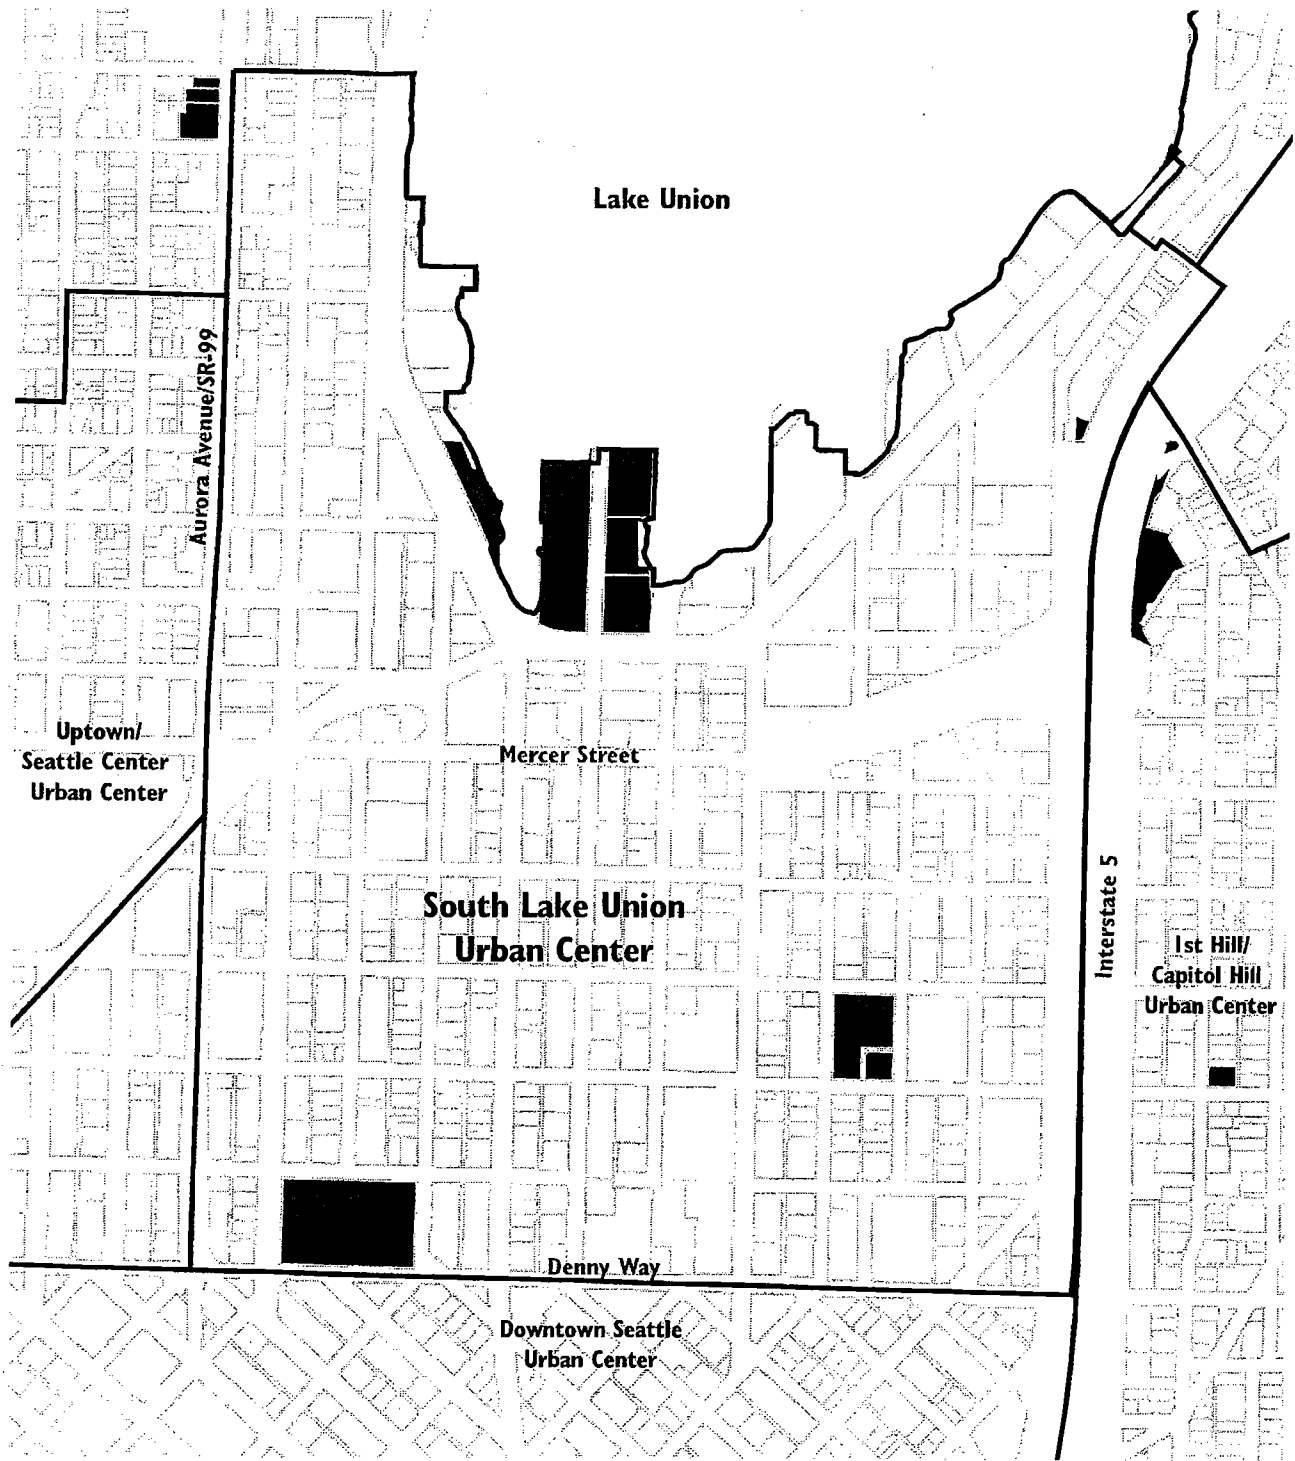 Lake Union
Aurora Avenue/SR-99
Uptown/
Seattle Center
Urban Center
Mercer Street
South Lake Union
Urban Center
Interstate 5
1st Hill/
Capitol Hill
Urban Center
Denny Way
Downtown Seattle
Urban Center